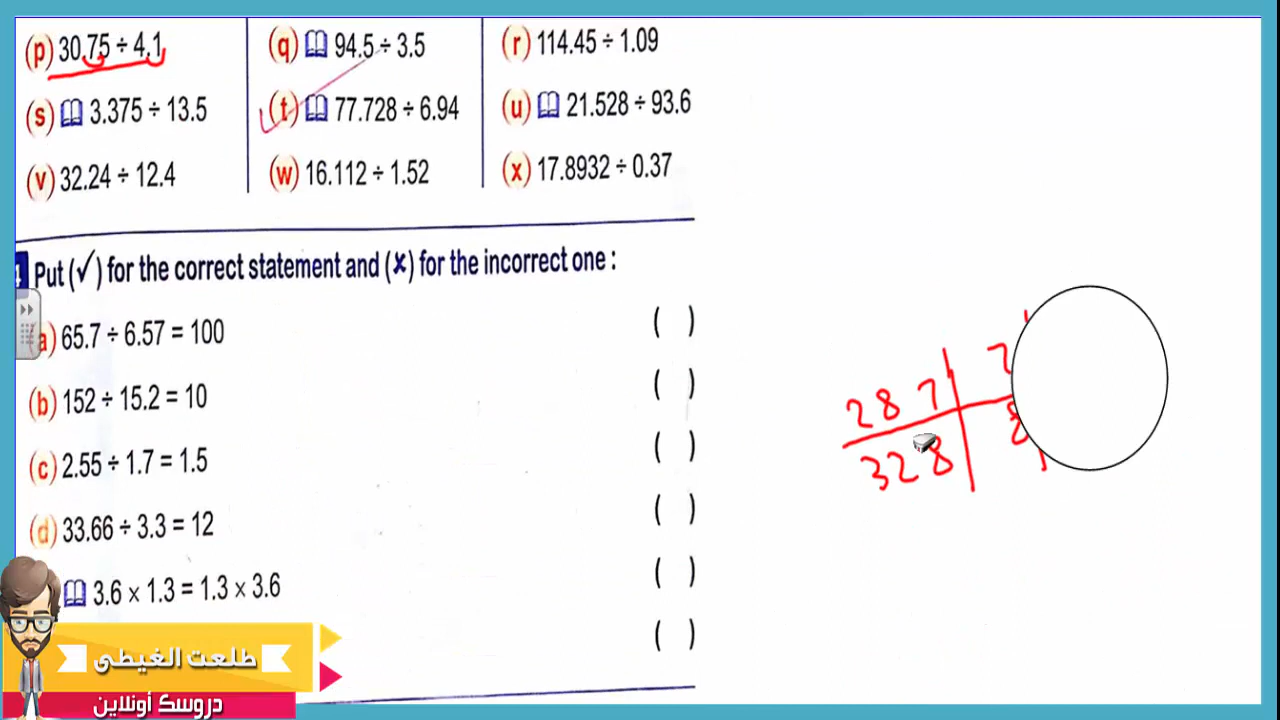 (p) 30.75 ÷ 4.1 (q) 94.5 ÷ 3.5 (r) 114.45 ÷ 1.09
(s) 3.375 ÷ 13.5 (t) 77.728 ÷ 6.94 (u) 21.528 ÷ 93.6
(v) 32.24 ÷ 12.4 (w) 16.112 ÷ 1.52 (x) 17.8932 ÷ 0.37
4 Put (✓) for the correct statement and (✗) for the incorrect one :
a) 65.7 ÷ 6.57 = 100 ( )
(b) 152 ÷ 15.2 = 10 ( )
(c) 2.55 ÷ 1.7 = 1.5 ( )
(d) 33.66 ÷ 3.3 = 12 ( )
3.6 × 1.3 = 1.3 × 3.6 ( )
( )
287 7
328 8
طلعت الغيطى
دروسك أونلاين